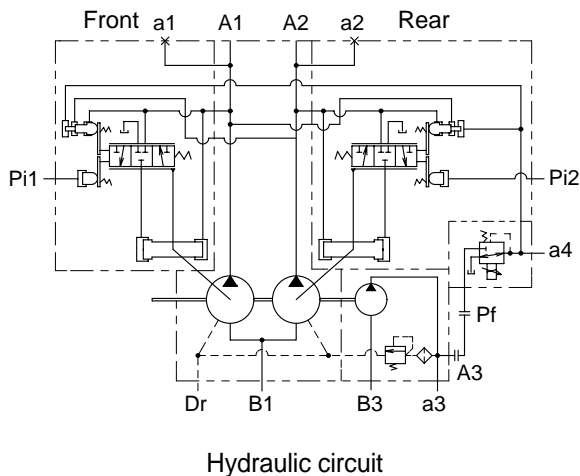 Front a1 A1 A2 a2 Rear
Pi1 Pi2
a4
Pf
A3
Dr B1 B3 a3
Hydraulic circuit